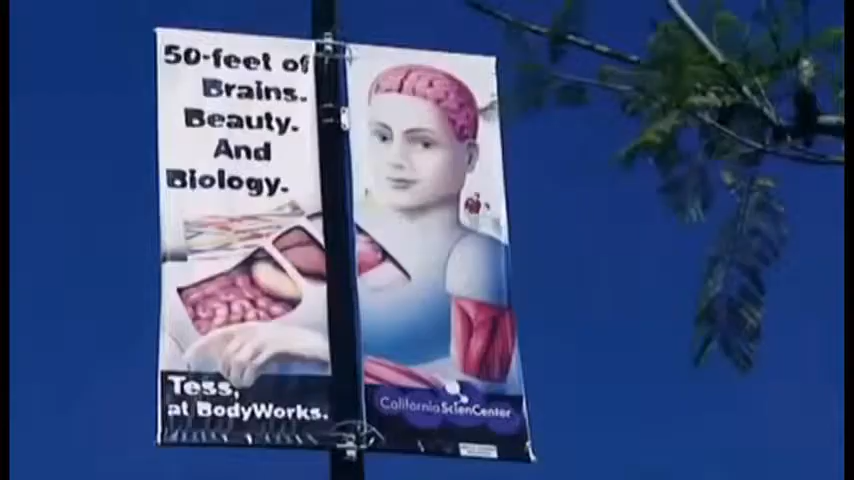 50-feet of
Brains.
Beauty.
And
Biology.
Tess,
at BodyWorks.
California ScienCenter